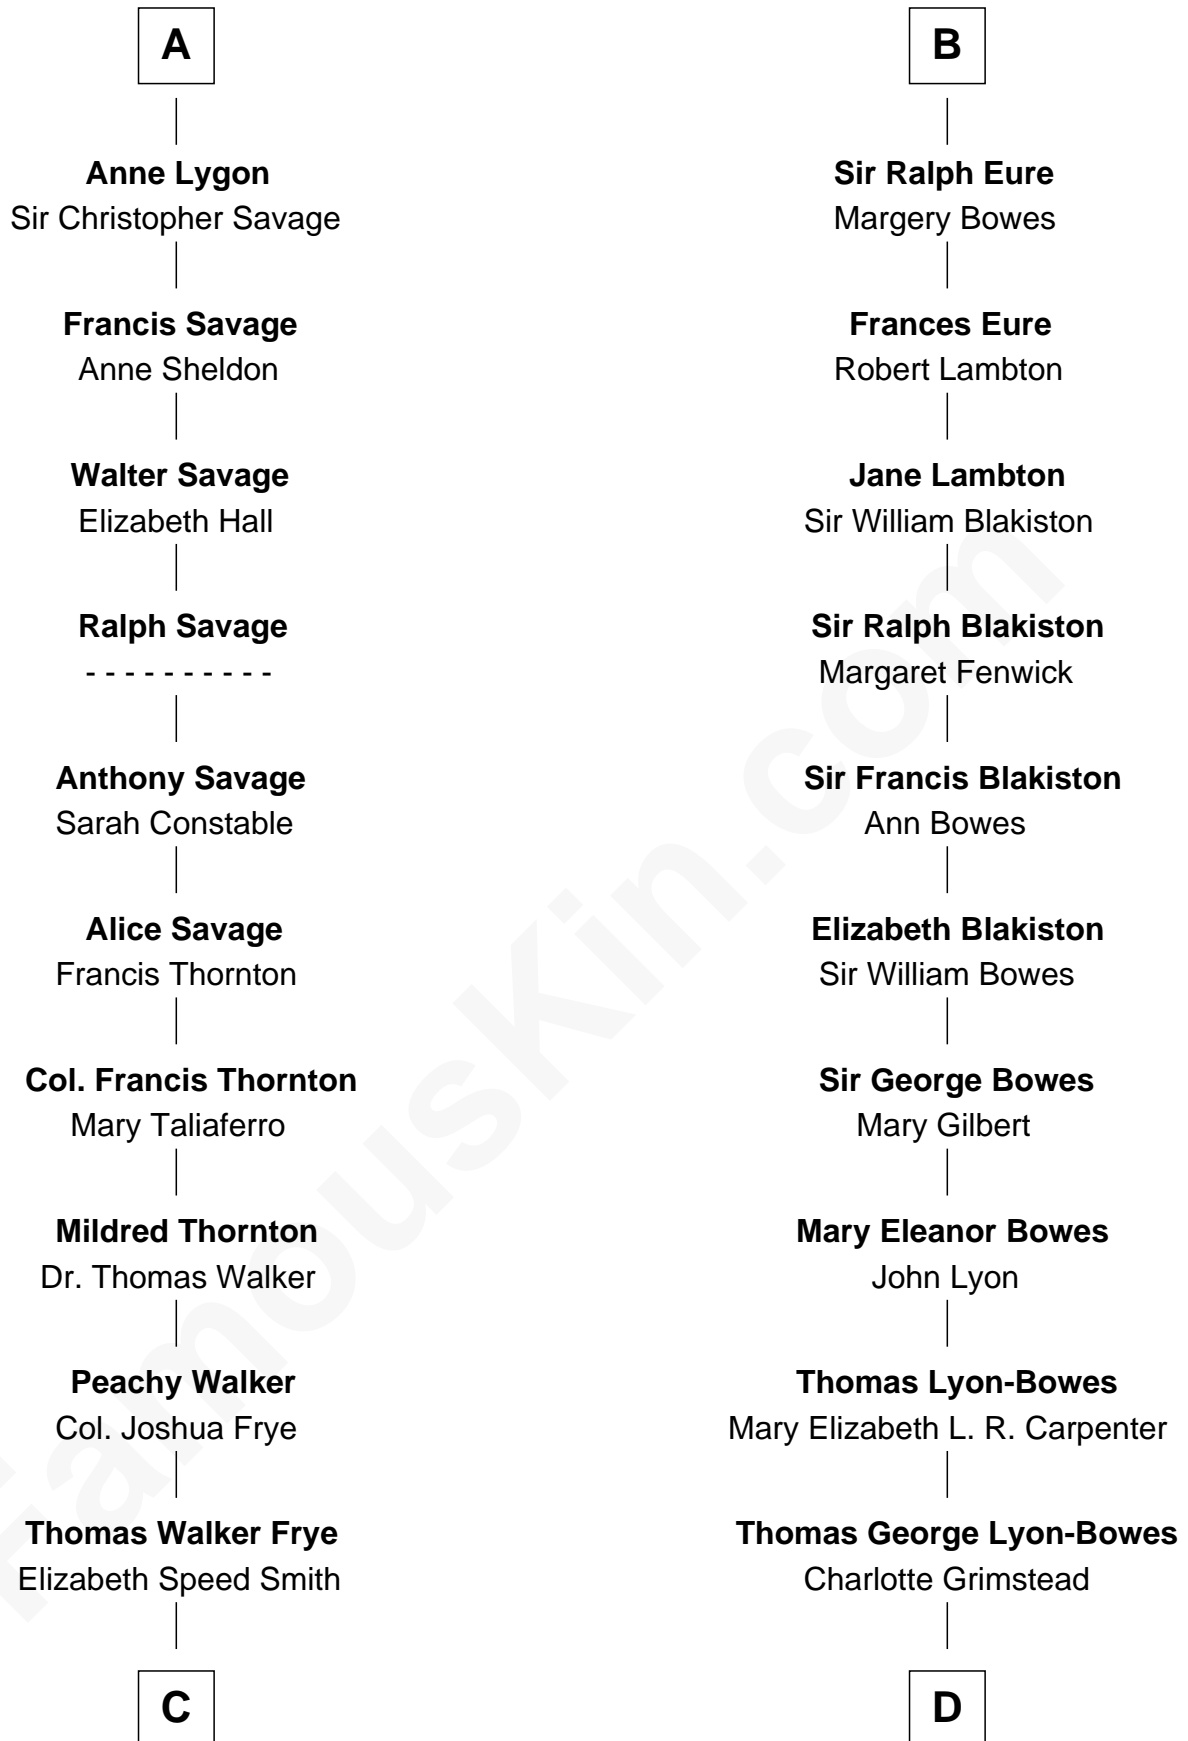 A
Anne Lygon
Sir Christopher Savage
Francis Savage
Anne Sheldon
Walter Savage
Elizabeth Hall
Ralph Savage
- - - - - - - - - -
Anthony Savage
Sarah Constable
Alice Savage
Francis Thornton
Col. Francis Thornton
Mary Taliaferro
Mildred Thornton
Dr. Thomas Walker
Peachy Walker
Col. Joshua Frye
Thomas Walker Frye
Elizabeth Speed Smith
C
B
Sir Ralph Eure
Margery Bowes
Frances Eure
Robert Lambton
Jane Lambton
Sir William Blakiston
Sir Ralph Blakiston
Margaret Fenwick
Sir Francis Blakiston
Ann Bowes
Elizabeth Blakiston
Sir William Bowes
Sir George Bowes
Mary Gilbert
Mary Eleanor Bowes
John Lyon
Thomas Lyon-Bowes
Mary Elizabeth L. R. Carpenter
Thomas George Lyon-Bowes
Charlotte Grimstead
D
FamousKin.com